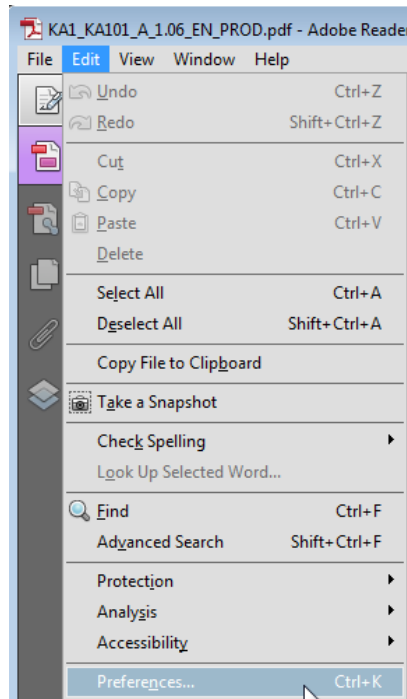 KA1_KA101_A_1.06_EN_PROD.pdf - Adobe Reade
File Edit View Window Help
Undo Ctrl+Z
Redo Shift+Ctrl+Z
Cut Ctrl+X
Copy Ctrl+C
Paste Ctrl+V
Delete
Select All Ctrl+A
Deselect All Shift+Ctrl+A
Copy File to Clipboard
Take a Snapshot
Check Spelling
Look Up Selected Word...
Find Ctrl+F
Advanced Search Shift+Ctrl+F
Protection
Analysis
Accessibility
Preferences... Ctrl+K